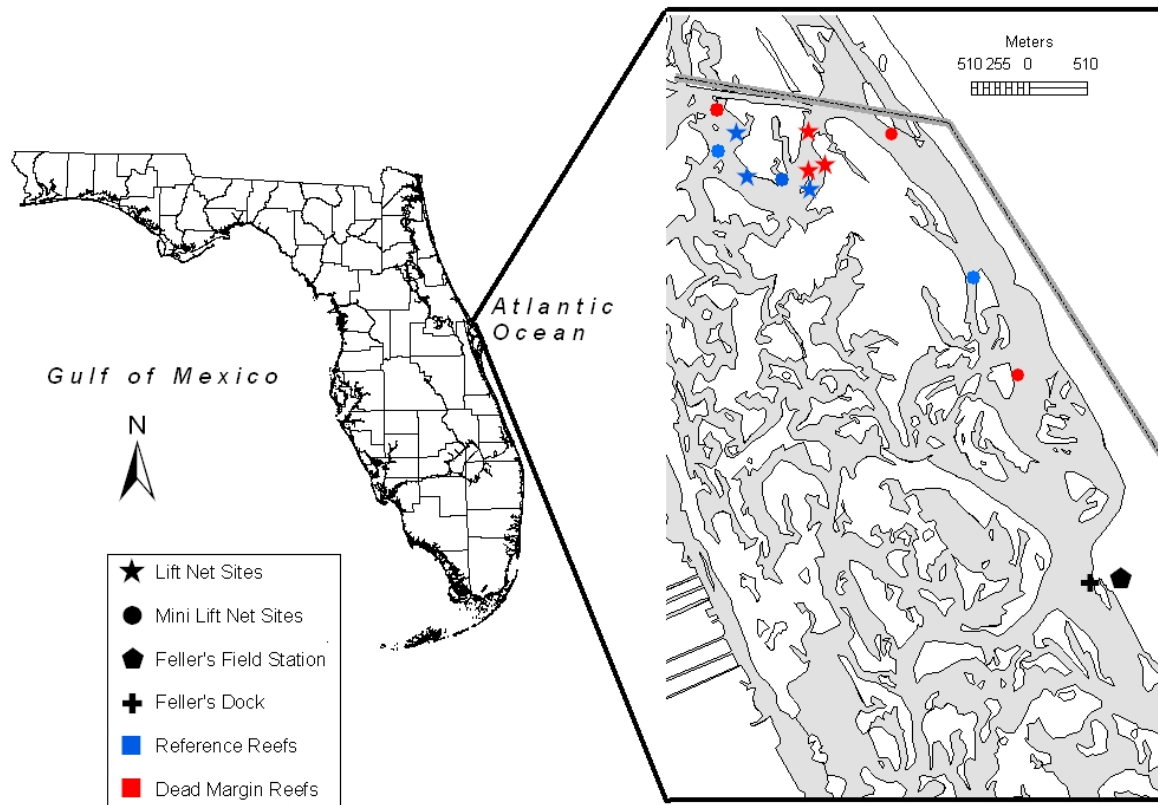 Meters
510 255 0 510
Atlantic
Ocean
Gulf of Mexico
N
Lift Net Sites
Mini Lift Net Sites
Feller's Field Station
Feller's Dock
Reference Reefs
Dead Margin Reefs